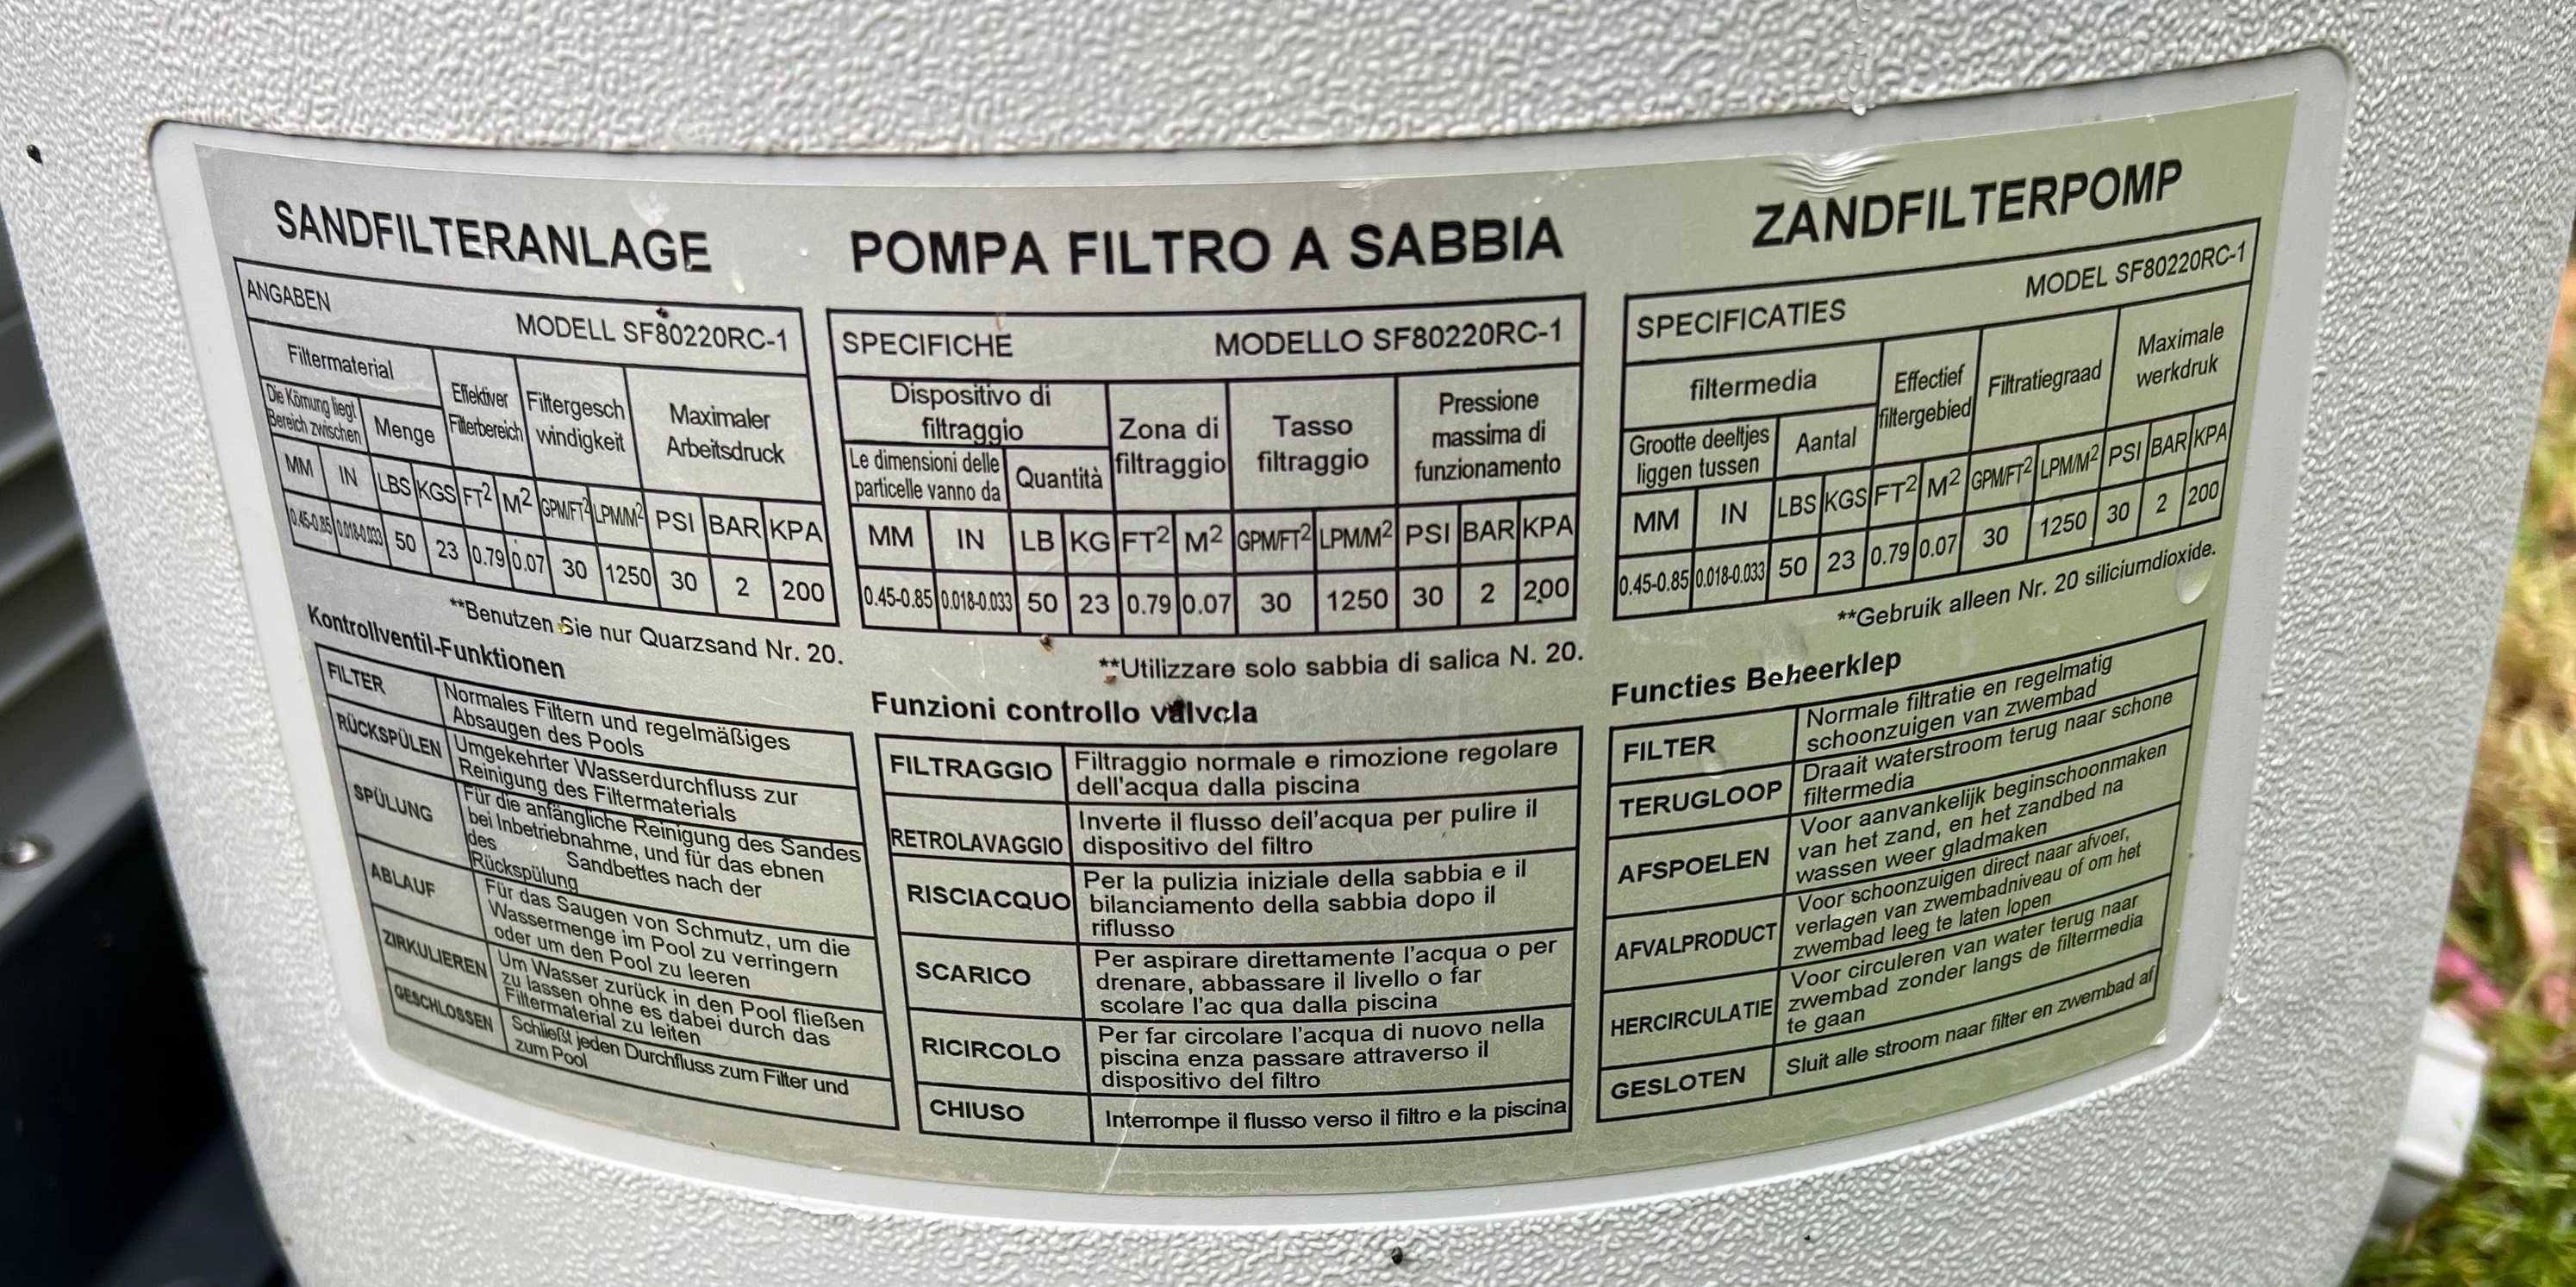 SANDFILTERANLAGE
ANGABEN
MODELL SF80220RC-1
Filtermaterial
Effektiver Filterbereich
Filtergesch windigkeit
Maximaler Arbeitsdruck
Die Körnung liegt Bereich zwischen
Menge
MM IN LBS KGS FT² M² GPM/FT² LPM/M² PSI BAR KPA
0.45-0.85 0.018-0.033 50 23 0.79 0.07 30 1250 30 2 200
**Benutzen Sie nur Quarzsand Nr. 20.
Kontrollventil-Funktionen
FILTER
Normales Filtern und regelmäßiges
Absaugen des Pools
RÜCKSPÜLEN
Umgekehrter Wasserdurchfluss zur
Reinigung des Filtermaterials
SPÜLUNG
Für die anfängliche Reinigung des Sandes
bei Inbetriebnahme, und für das ebnen
des Sandbettes nach der
Rückspülung
ABLAUF
Für das Saugen von Schmutz, um die
Wassermenge im Pool zu verringern
oder um den Pool zu leeren
ZIRKULIEREN
Um Wasser zurück in den Pool fließen
zu lassen ohne es dabei durch das
Filtermaterial zu leiten
GESCHLOSSEN
Schließt jeden Durchfluss zum Filter und
zum Pool
POMPA FILTRO A SABBIA
SPECIFICHE
MODELLO SF80220RC-1
Dispositivo di
filtraggio
Zona di
filtraggio
Tasso
filtraggio
Pressione
massima di
funzionamento
Le dimensioni delle
particelle vanno da
Quantità
MM IN LB KG FT² M² GPM/FT² LPM/M² PSI BAR KPA
0.45-0.85 0.018-0.033 50 23 0.79 0.07 30 1250 30 2 200
**Utilizzare solo sabbia di salica N. 20.
Funzioni controllo valvola
FILTRAGGIO
Filtraggio normale e rimozione regolare
dell'acqua dalla piscina
RETROLAVAGGIO
Inverte il flusso deil'acqua per pulire il
dispositivo del filtro
RISCIACQUO
Per la pulizia iniziale della sabbia e il
bilanciamento della sabbia dopo il
riflusso
SCARICO
Per aspirare direttamente l'acqua o per
drenare, abbassare il livello o far
scolare l'ac qua dalla piscina
RICIRCOLO
Per far circolare l'acqua di nuovo nella
piscina enza passare attraverso il
dispositivo del filtro
CHIUSO
Interrompe il flusso verso il filtro e la piscina
ZANDFILTERPOMP
SPECIFICATIES
MODEL SF80220RC-1
filtermedia
Effectief
filtergebied
Filtratiegraad
Maximale
werkdruk
Grootte deeltjes
liggen tussen
Aantal
MM IN LBS KGS FT² M² GPM/FT² LPM/M² PSI BAR KPA
0.45-0.85 0.018-0.033 50 23 0.79 0.07 30 1250 30 2 200
**Gebruik alleen Nr. 20 siliciumdioxide.
Functies Beheerklep
FILTER
Normale filtratie en regelmatig
schoonzuigen van zwembad
TERUGLOOP
Draait waterstroom terug naar schone
filtermedia
AFSPOELEN
Voor aanvankelijk beginschoonmaken
van het zand, en het zandbed na
wassen weer gladmaken
AFVALPRODUCT
Voor schoonzuigen direct naar afvoer,
verlagen van zwembadniveau of om het
zwembad leeg te laten lopen
HERCIRCULATIE
Voor circuleren van water terug naar
zwembad zonder langs de filtermedia
te gaan
GESLOTEN
Sluit alle stroom naar filter en zwembad af